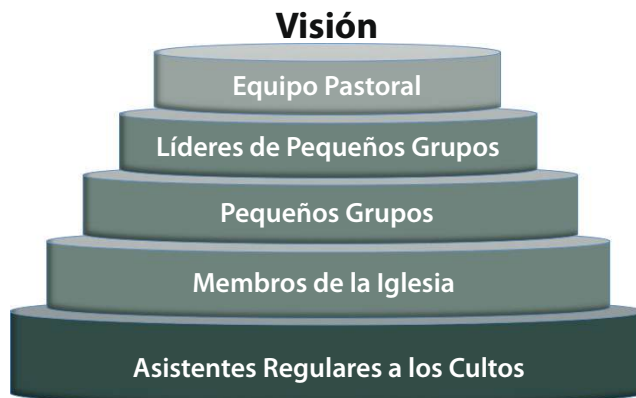 Visión
Equipo Pastoral
Líderes de Pequeños Grupos
Pequeños Grupos
Membros de la Iglesia
Asistentes Regulares a los Cultos